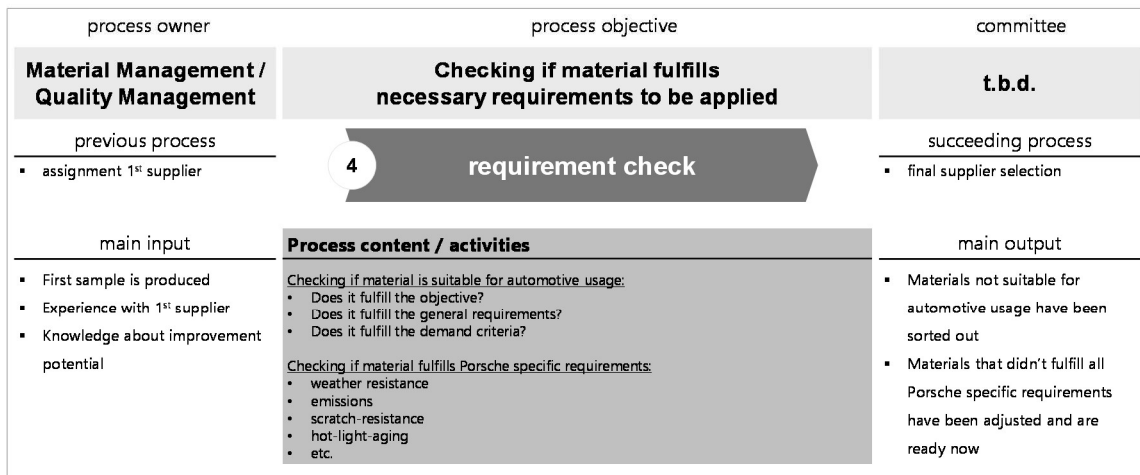 process owner
process objective
committee
Material Management /
Quality Management
Checking if material fulfills
necessary requirements to be applied
t.b.d.
previous process
▪ assignment 1st supplier
4
requirement check
succeeding process
▪ final supplier selection
main input
▪ First sample is produced
▪ Experience with 1st supplier
▪ Knowledge about improvement
potential
Process content / activities
Checking if material is suitable for automotive usage:
• Does it fulfill the objective?
• Does it fulfill the general requirements?
• Does it fulfill the demand criteria?
Checking if material fulfills Porsche specific requirements:
• weather resistance
• emissions
• scratch-resistance
• hot-light-aging
• etc.
main output
▪ Materials not suitable for
automotive usage have been
sorted out
▪ Materials that didn't fulfill all
Porsche specific requirements
have been adjusted and are
ready now